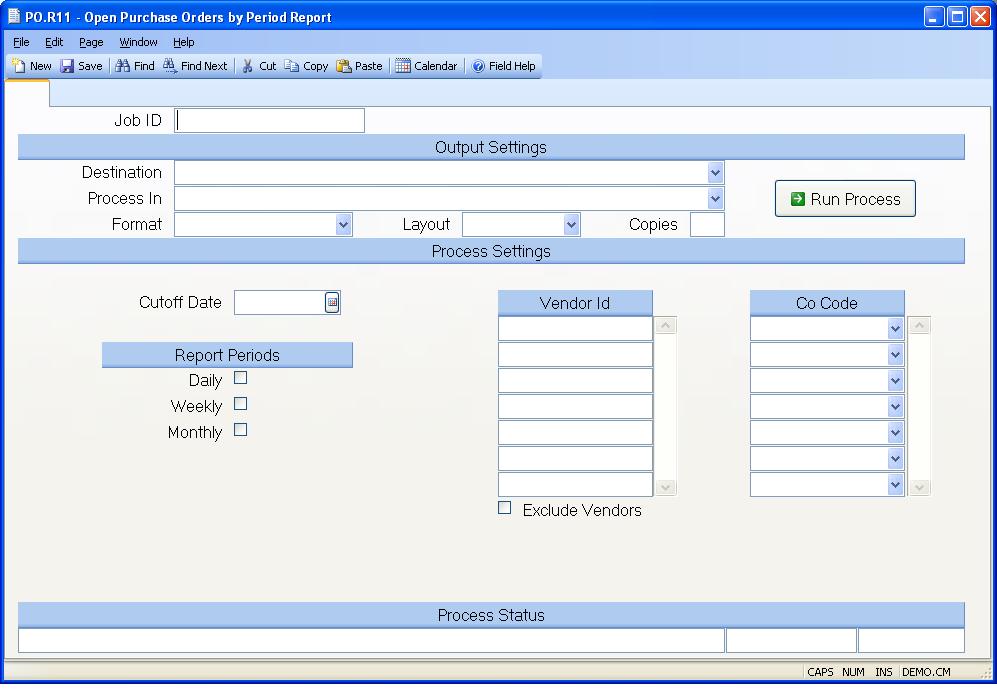 PO.R11 - Open Purchase Orders by Period Report
File Edit Page Window Help
New Save Find Find Next Cut Copy Paste Calendar Field Help
Job ID
Output Settings
Destination
Process In
Run Process
Format Layout Copies
Process Settings
Cutoff Date
Vendor Id
Co Code
Report Periods
Daily
Weekly
Monthly
Exclude Vendors
Process Status
CAPS NUM INS DEMO.CM